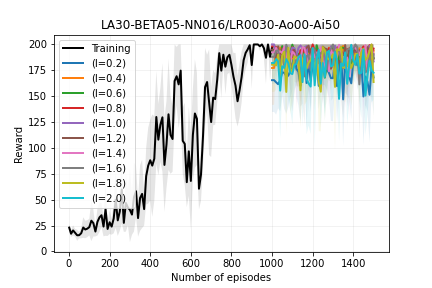 LA30-BETA05-NN016/LR0030-Ao00-Ai50
Reward
200
175
150
125
100
75
50
25
0
Training
(l=0.2)
(l=0.4)
(l=0.6)
(l=0.8)
(l=1.0)
(l=1.2)
(l=1.4)
(l=1.6)
(l=1.8)
(l=2.0)
0 200 400 600 800 1000 1200 1400
Number of episodes